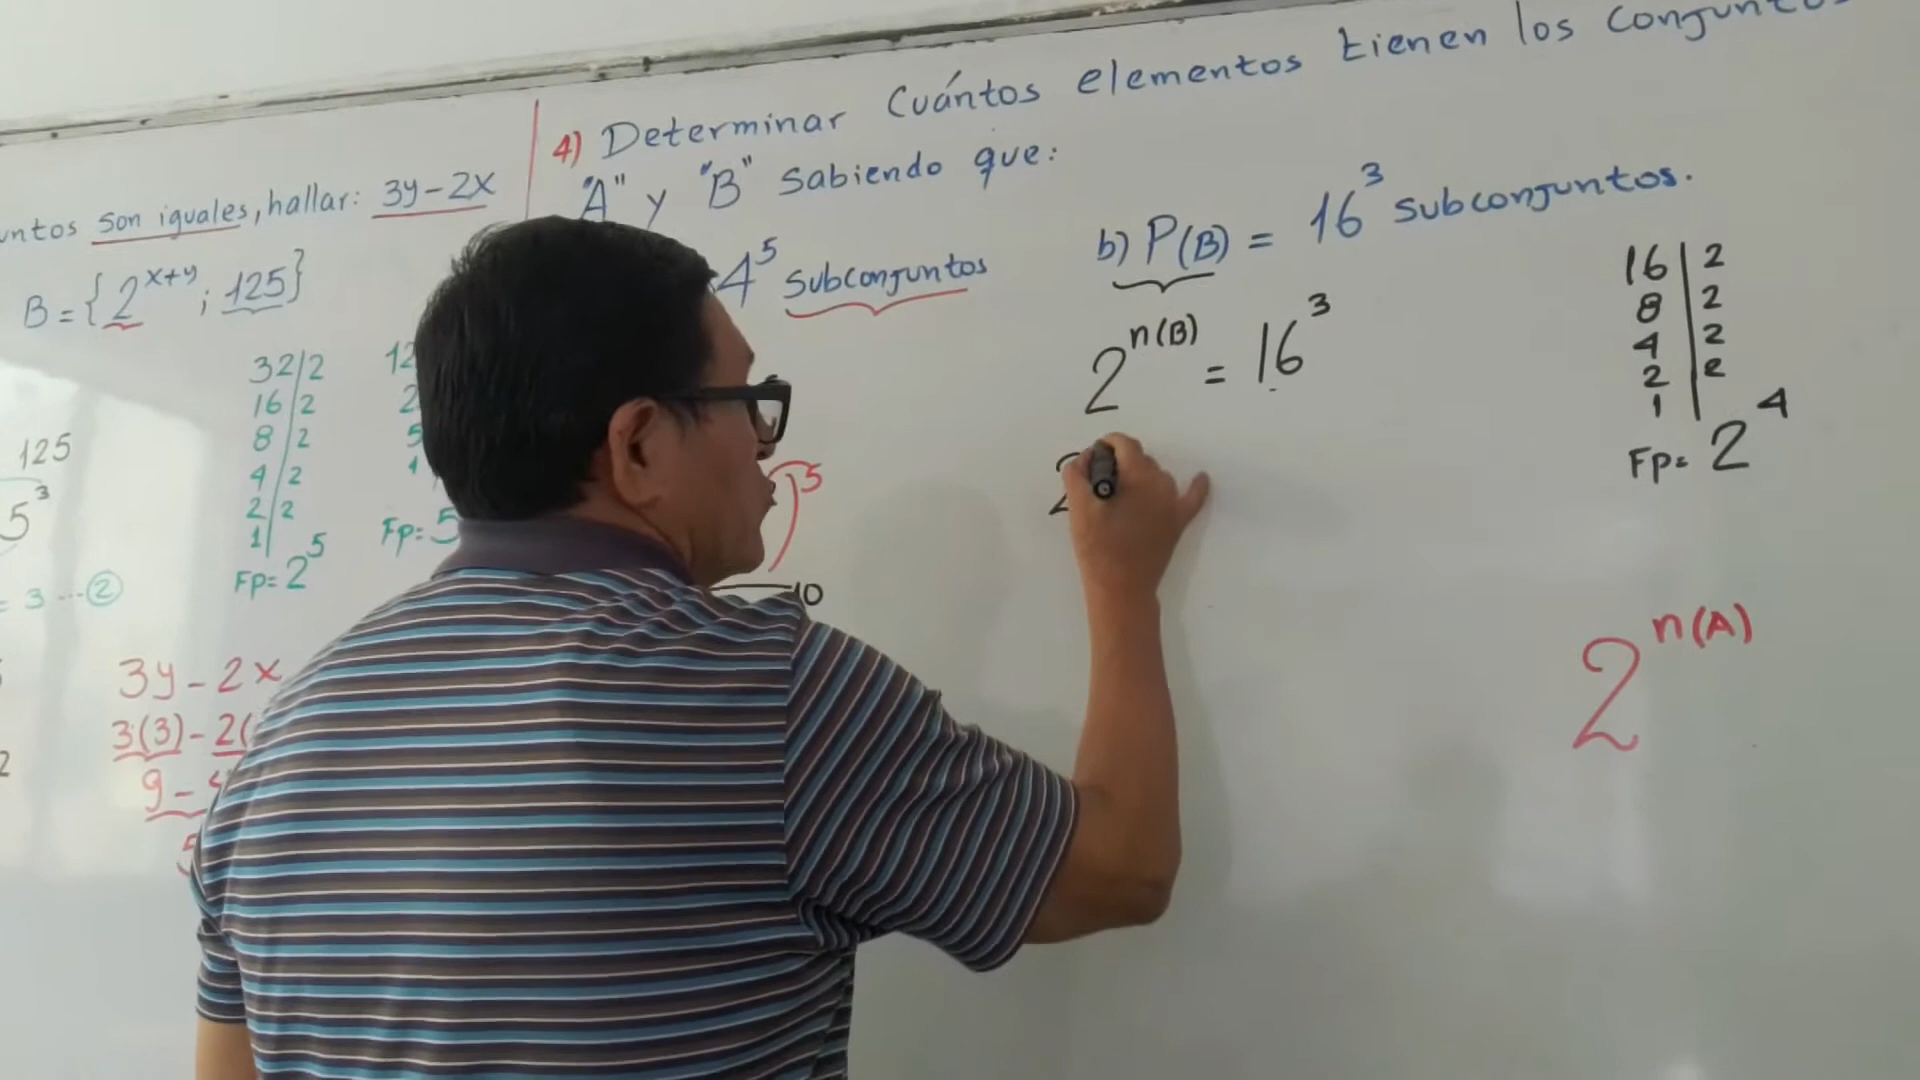 son iguales, hallar: 3y-2x
B={2^(x+y); 125}
32|2
16|2
8|2
4|2
2|2
1|
Fp=2^5
Fp=5
125
5^3
= 3 ...②
3y-2x
3(3)-2(
9-
4) Determinar Cuántos elementos tienen los
"A" y "B" Sabiendo que:
4^5 Subconjuntos
)^5
10
b) P(B) = 16^3 subconjuntos.
2^n(B) = 16^3
16|2
8|2
4|2
2|2
1|
Fp= 2^4
2^n(A)